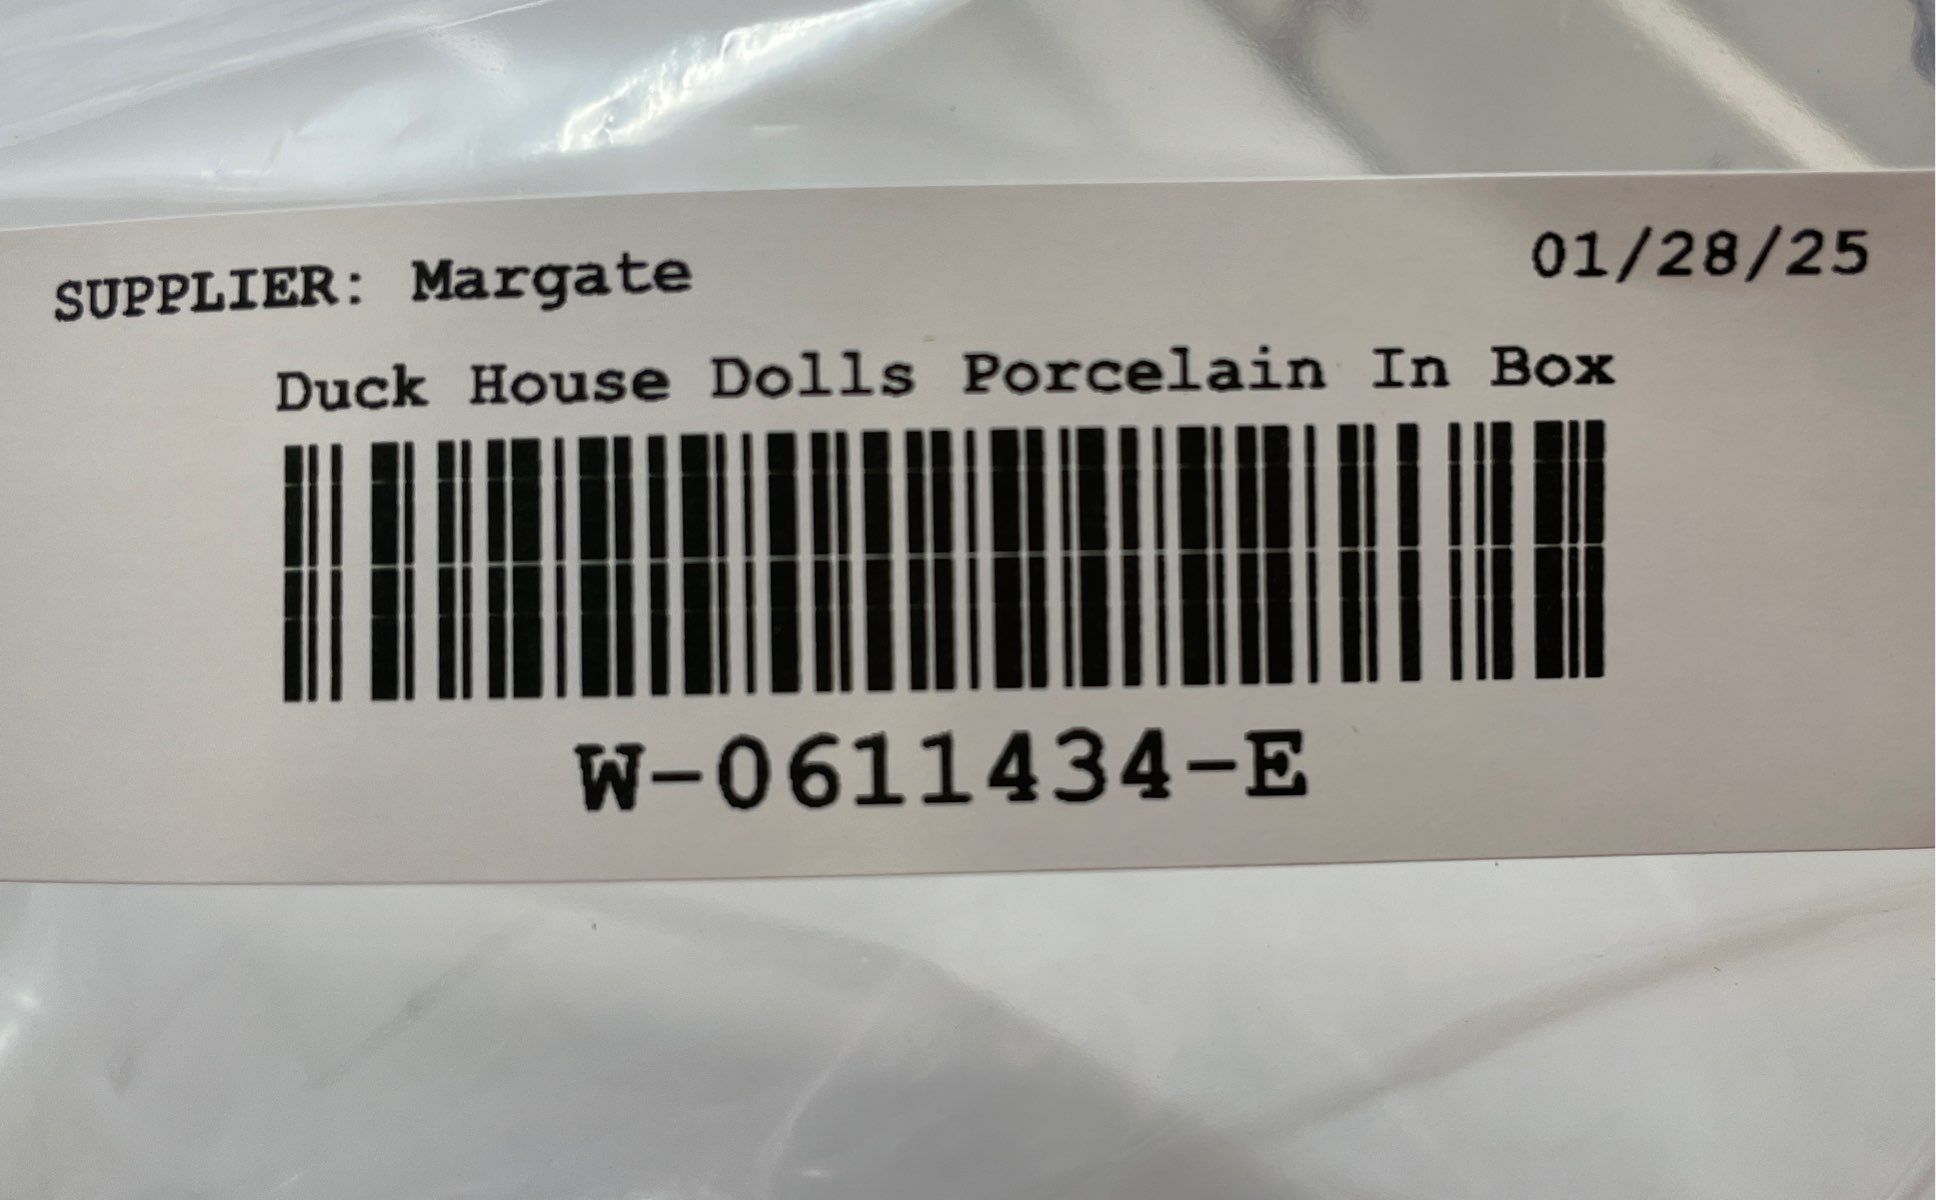 SUPPLIER: Margate 01/28/25
Duck House Dolls Porcelain In Box
W-0611434-E